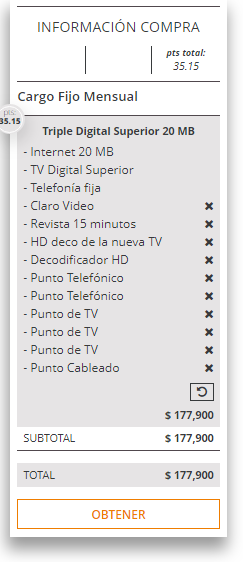 INFORMACIÓN COMPRA
pts total:
35.15
Cargo Fijo Mensual
pts:
35.15
Triple Digital Superior 20 MB
- Internet 20 MB
- TV Digital Superior
- Telefonía fija
- Claro Video ×
- Revista 15 minutos ×
- HD deco de la nueva TV ×
- Decodificador HD ×
- Punto Telefónico ×
- Punto Telefónico ×
- Punto de TV ×
- Punto de TV ×
- Punto de TV ×
- Punto Cableado ×
$ 177,900
SUBTOTAL $ 177,900
TOTAL $ 177,900
OBTENER